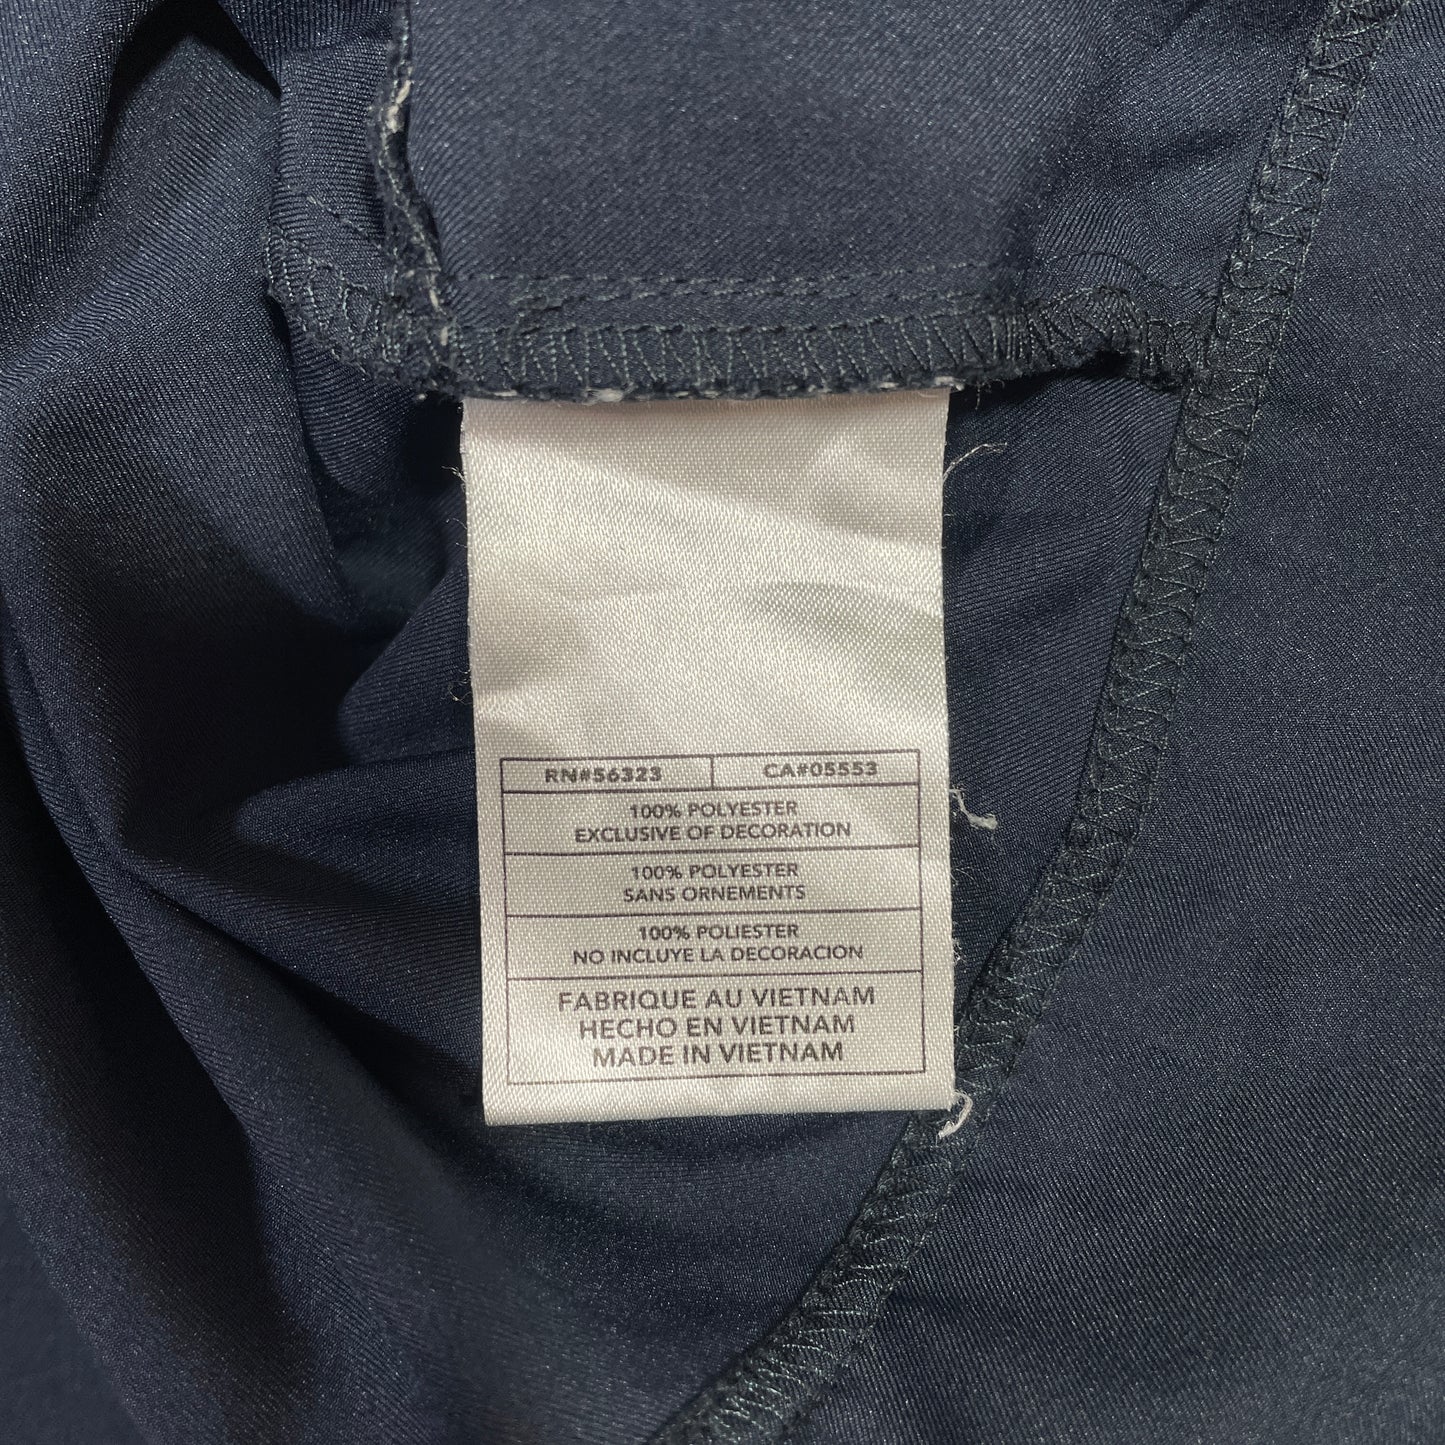 RN#56323 CA#05553
100% POLYESTER
EXCLUSIVE OF DECORATION
100% POLYESTER
SANS ORNEMENTS
100% POLIESTER
NO INCLUYE LA DECORACION
FABRIQUE AU VIETNAM
HECHO EN VIETNAM
MADE IN VIETNAM